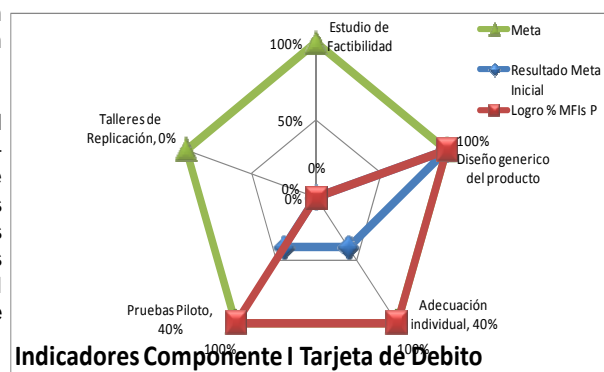 Estudio de
Factibilidad
100%
Meta
Resultado Meta
Inicial
Logro % MFIs P
Talleres de
Replicación, 0%
50%
100%
Diseño generico
del producto
0%
0%
0%
Pruebas Piloto,
40%
100%
Adecuación
individual, 40%
100%
Indicadores Componente I Tarjeta de Debito